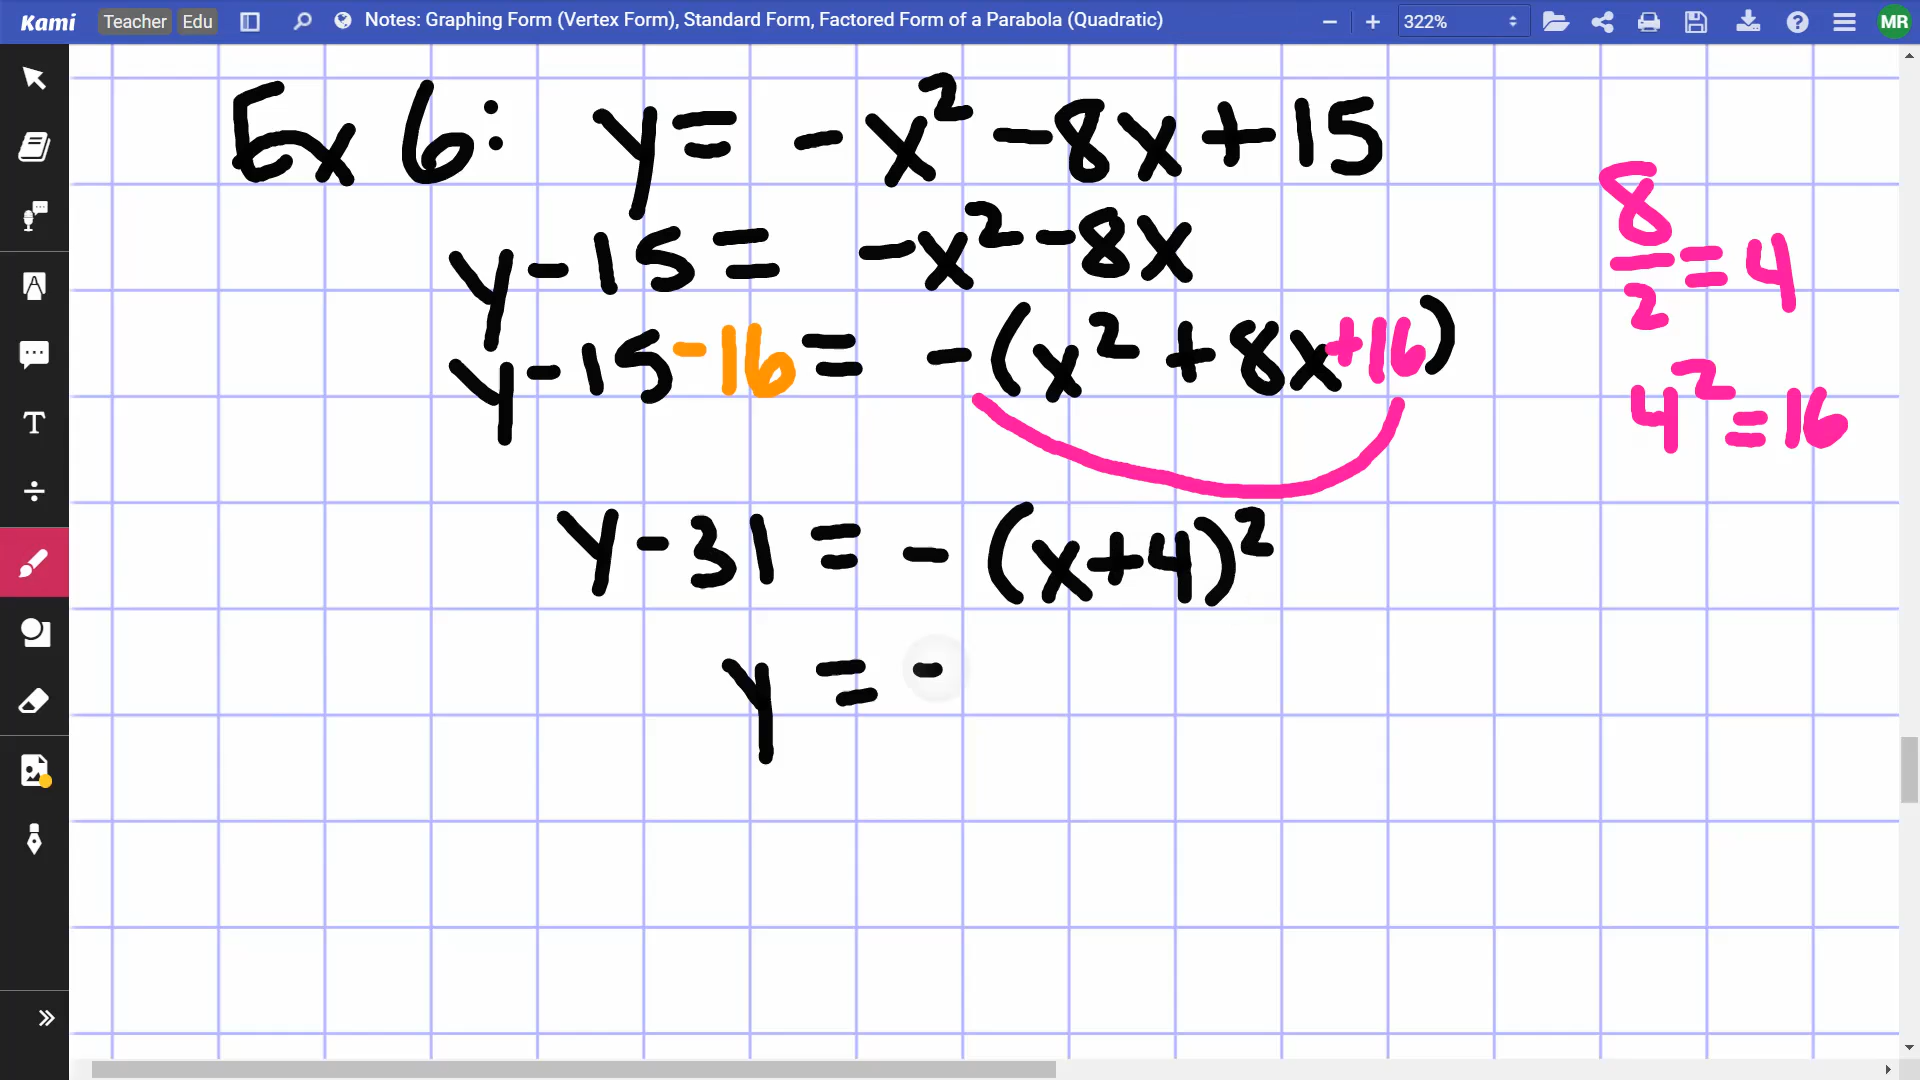 Kami Teacher Edu Notes: Graphing Form (Vertex Form), Standard Form, Factored Form of a Parabola (Quadratic) 322% MR
Ex 6: y = -x² - 8x + 15
y - 15 = -x² - 8x
y - 15 - 16 = -(x² + 8x + 16)
y - 31 = -(x + 4)²
y = -
8/2 = 4
4² = 16